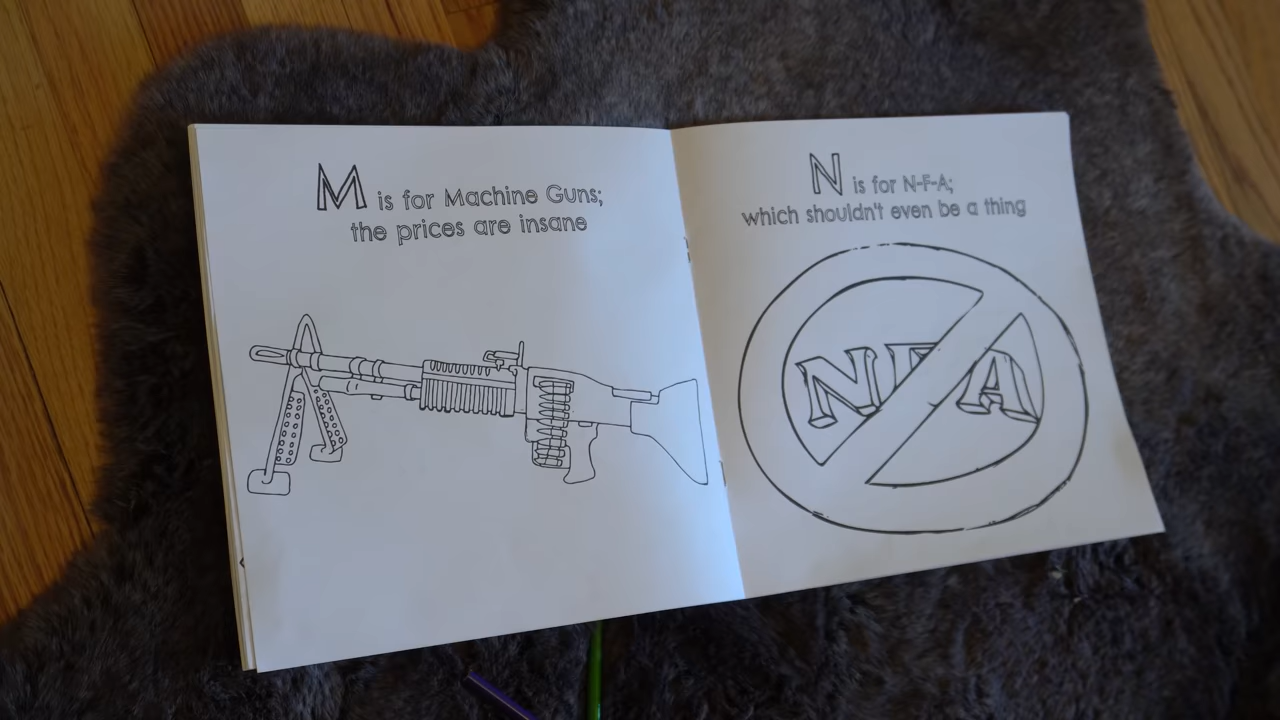 M is for Machine Guns;
the prices are insane
N is for N-F-A;
which shouldn't even be a thing
NFA